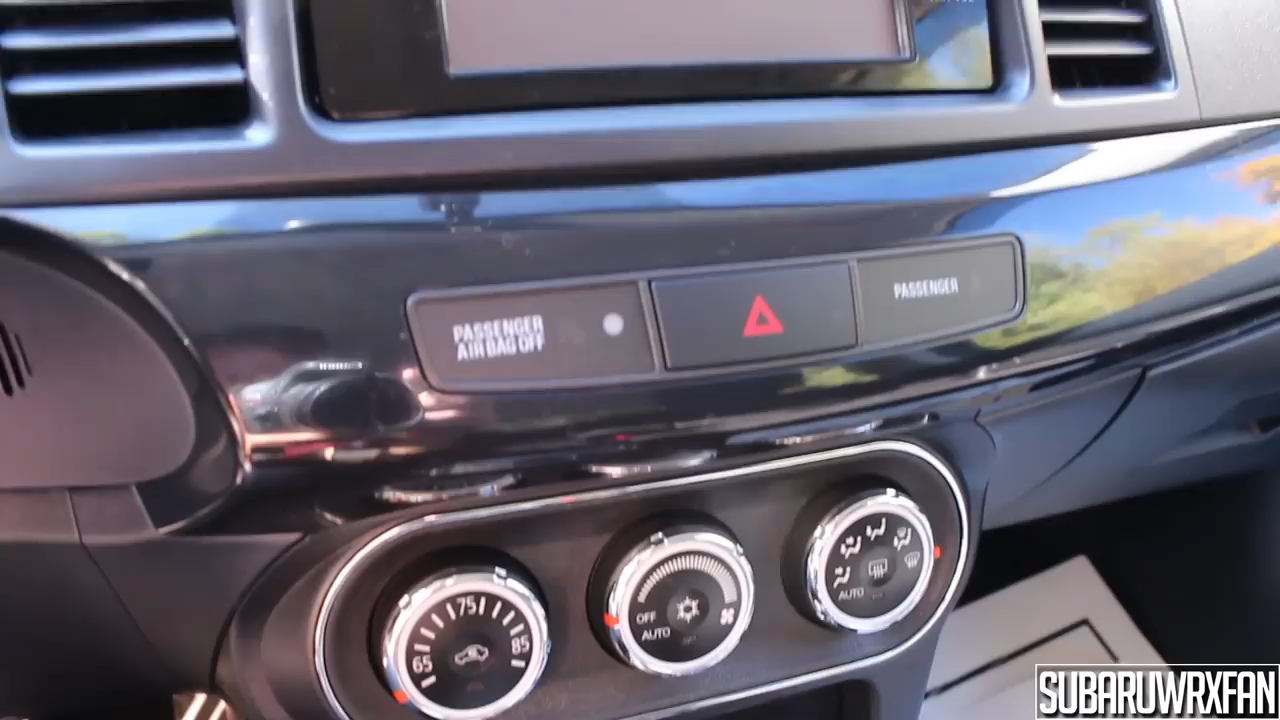 PASSENGER
AIR BAG OFF
PASSENGER
65
75
85
OFF
AUTO
AUTO
SUBARUWRXFAN